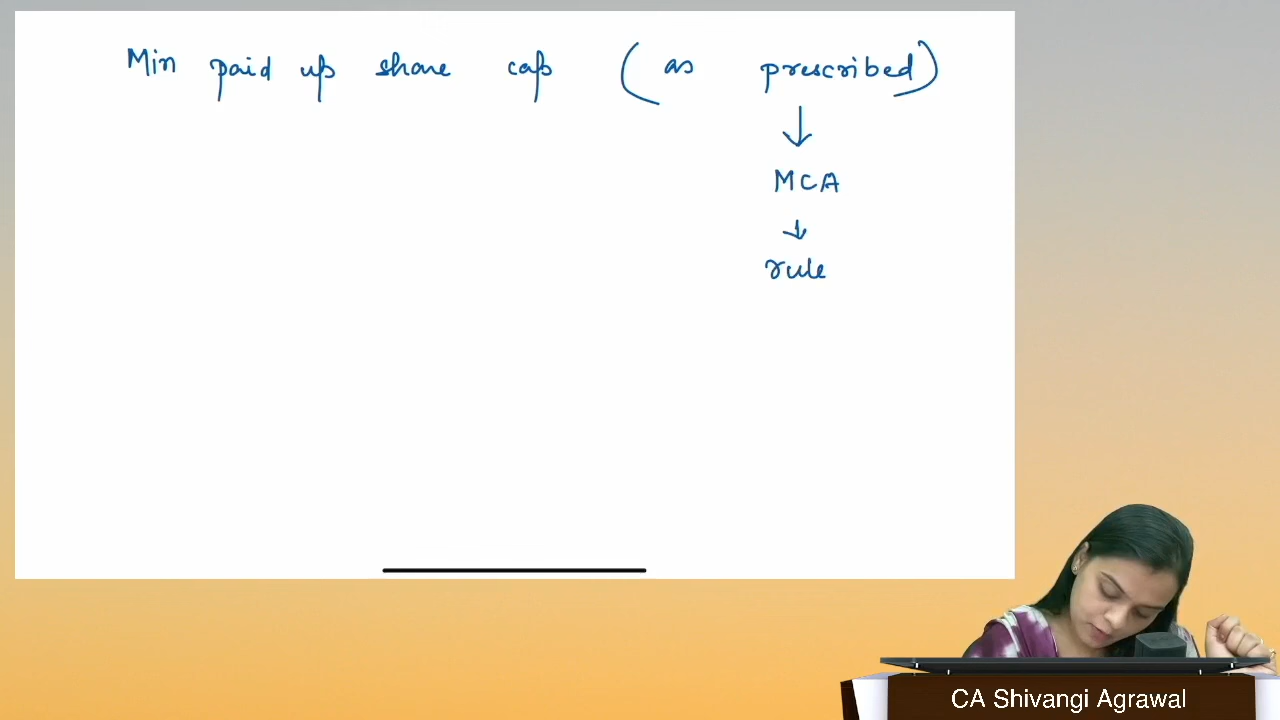 Min paid up share cap (as prescribed)
↓
MCA
↓
rule
CA Shivangi Agrawal